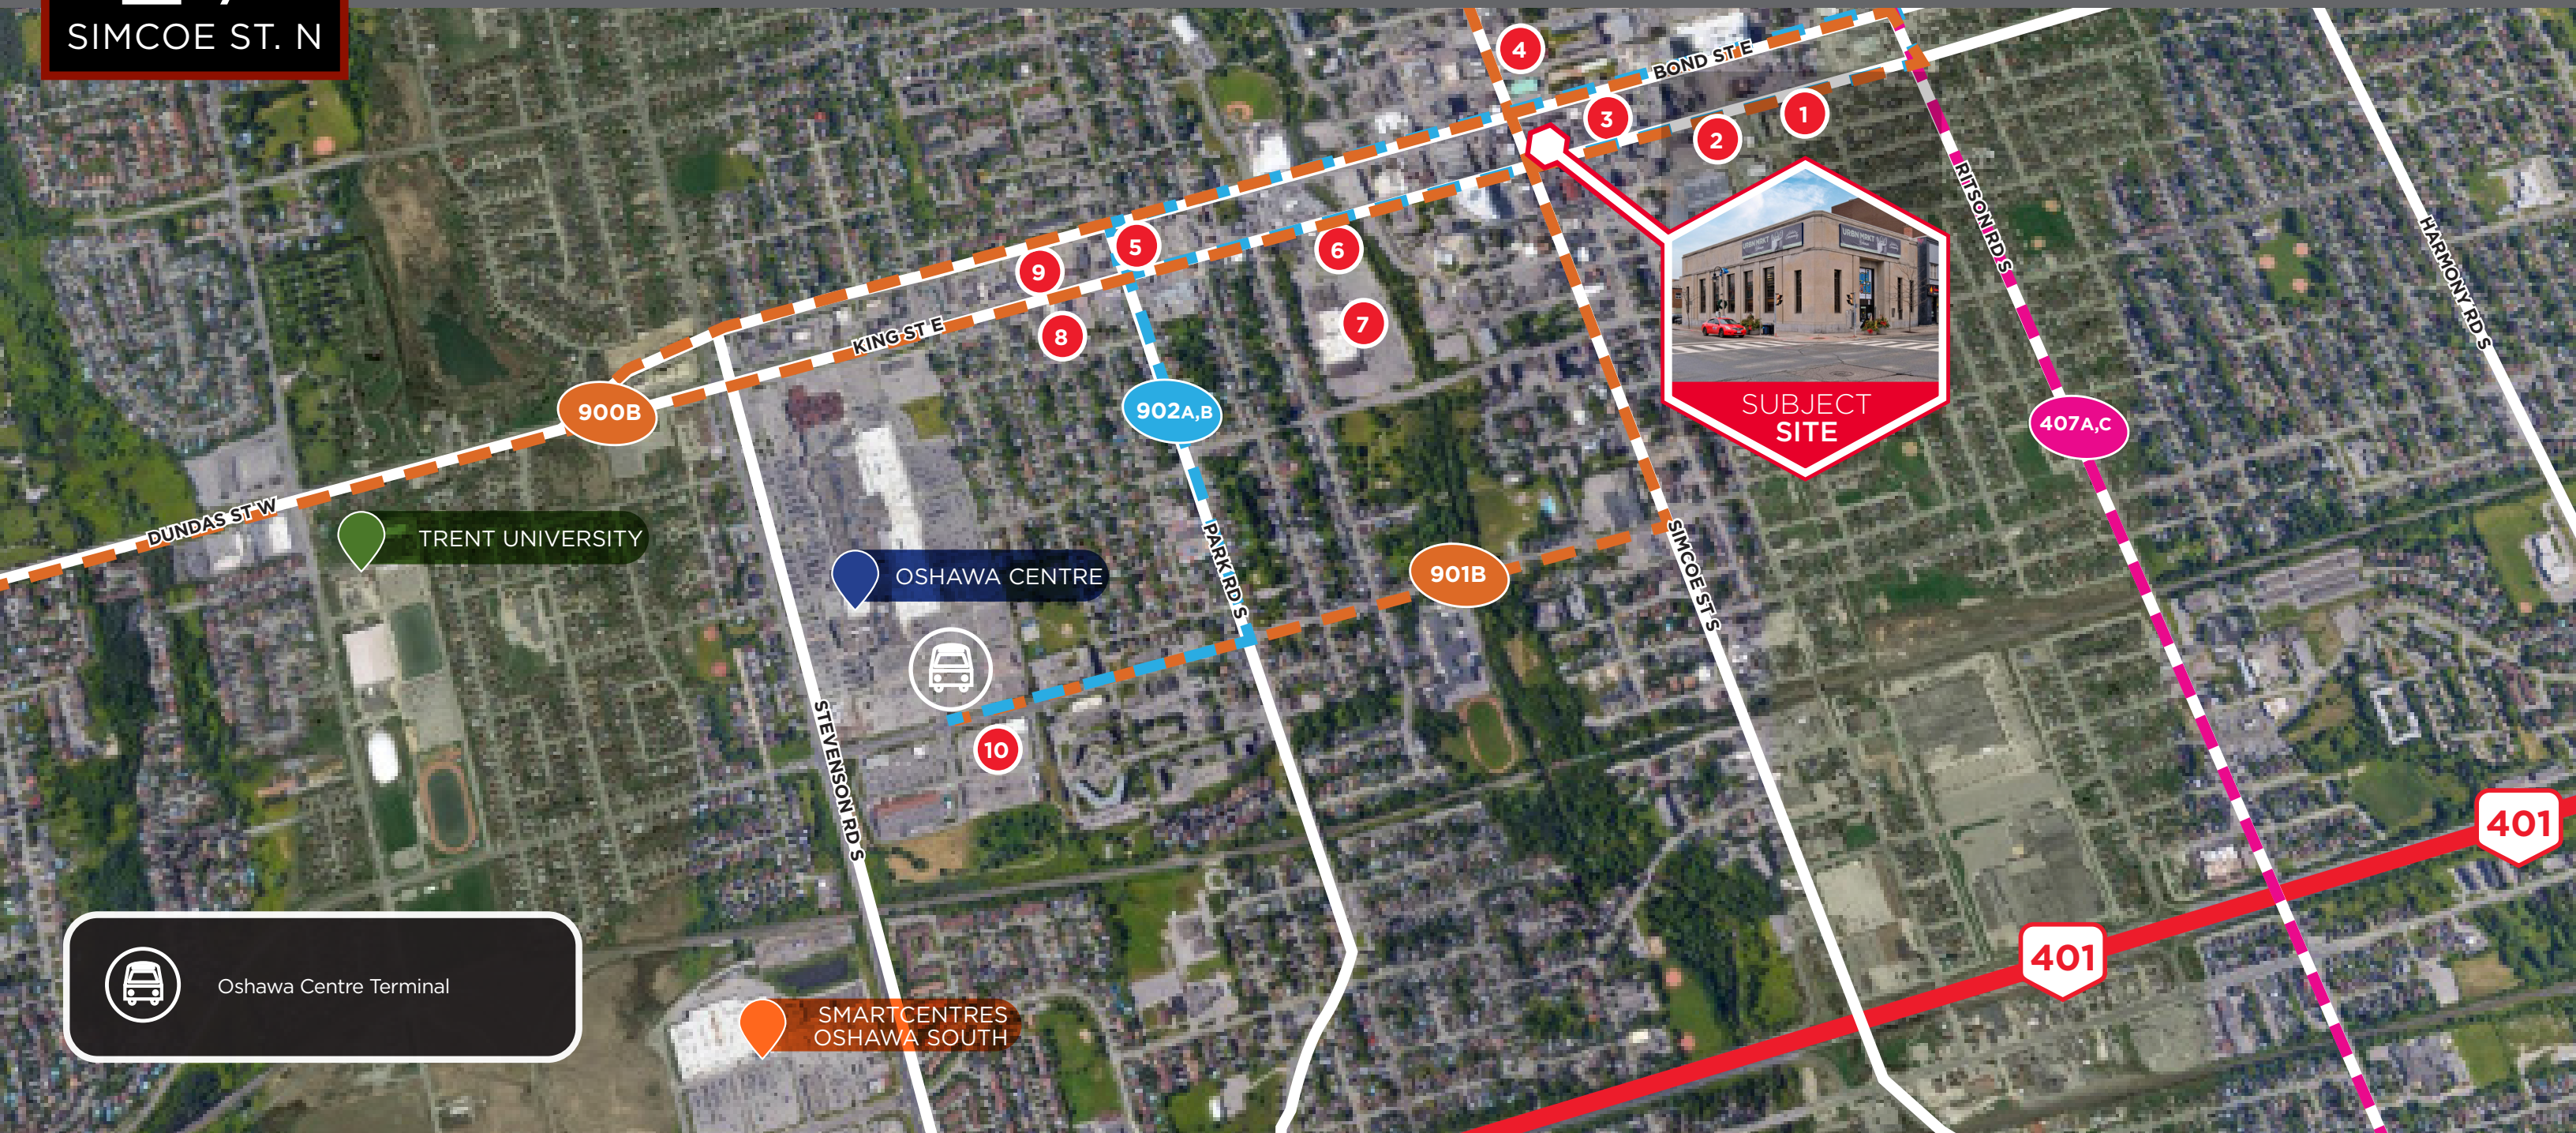 SIMCOE ST. N
4
BOND ST E
3
1
2
RITSON RD S
HARMONY RD S
5
9
6
7
8
KING ST E
900B
902A,B
SUBJECT
SITE
407A,C
DUNDAS ST W
TRENT UNIVERSITY
OSHAWA CENTRE
PARK RD S
901B
SIMCOE ST S
STEVENSON RD S
10
401
401
Oshawa Centre Terminal
SMARTCENTRES
OSHAWA SOUTH